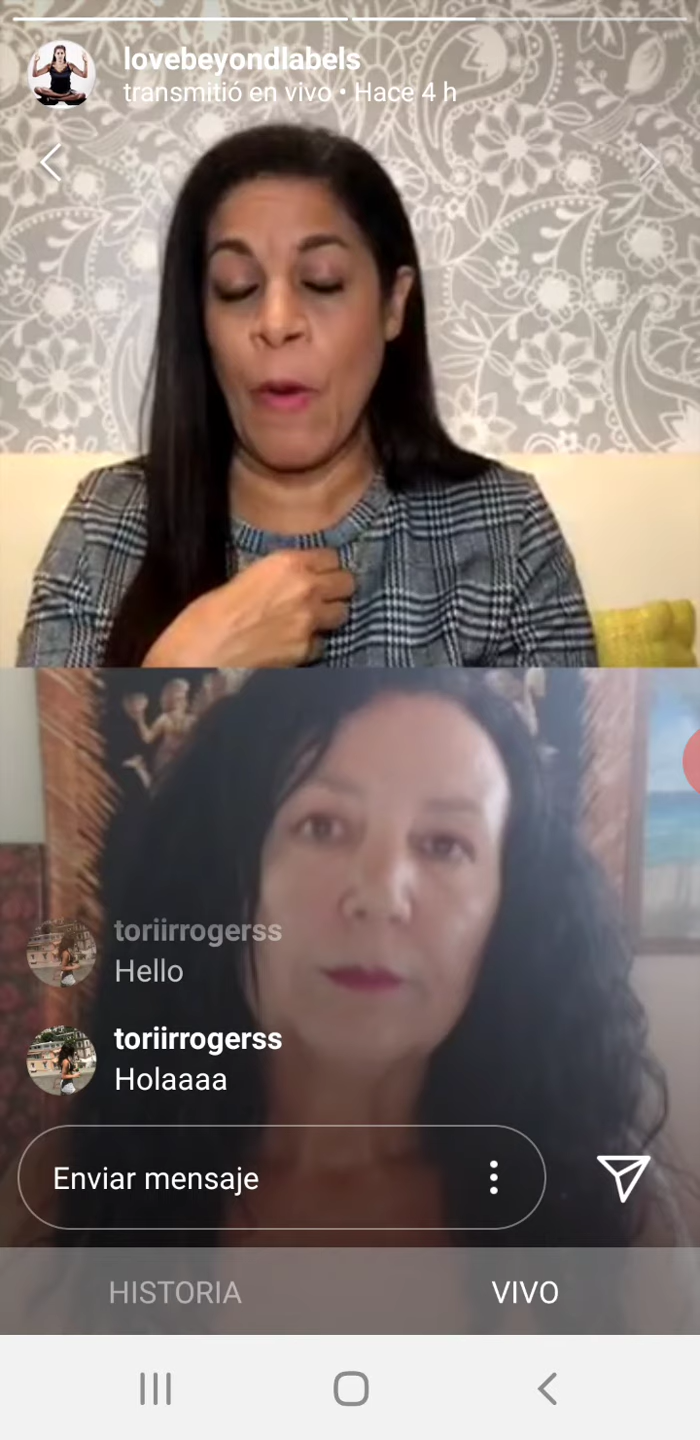 lovebeyondlabels
transmitió en vivo • Hace 4 h
toriirrogerss
Hello
toriirrogerss
Holaaaa
Enviar mensaje
HISTORIA
VIVO